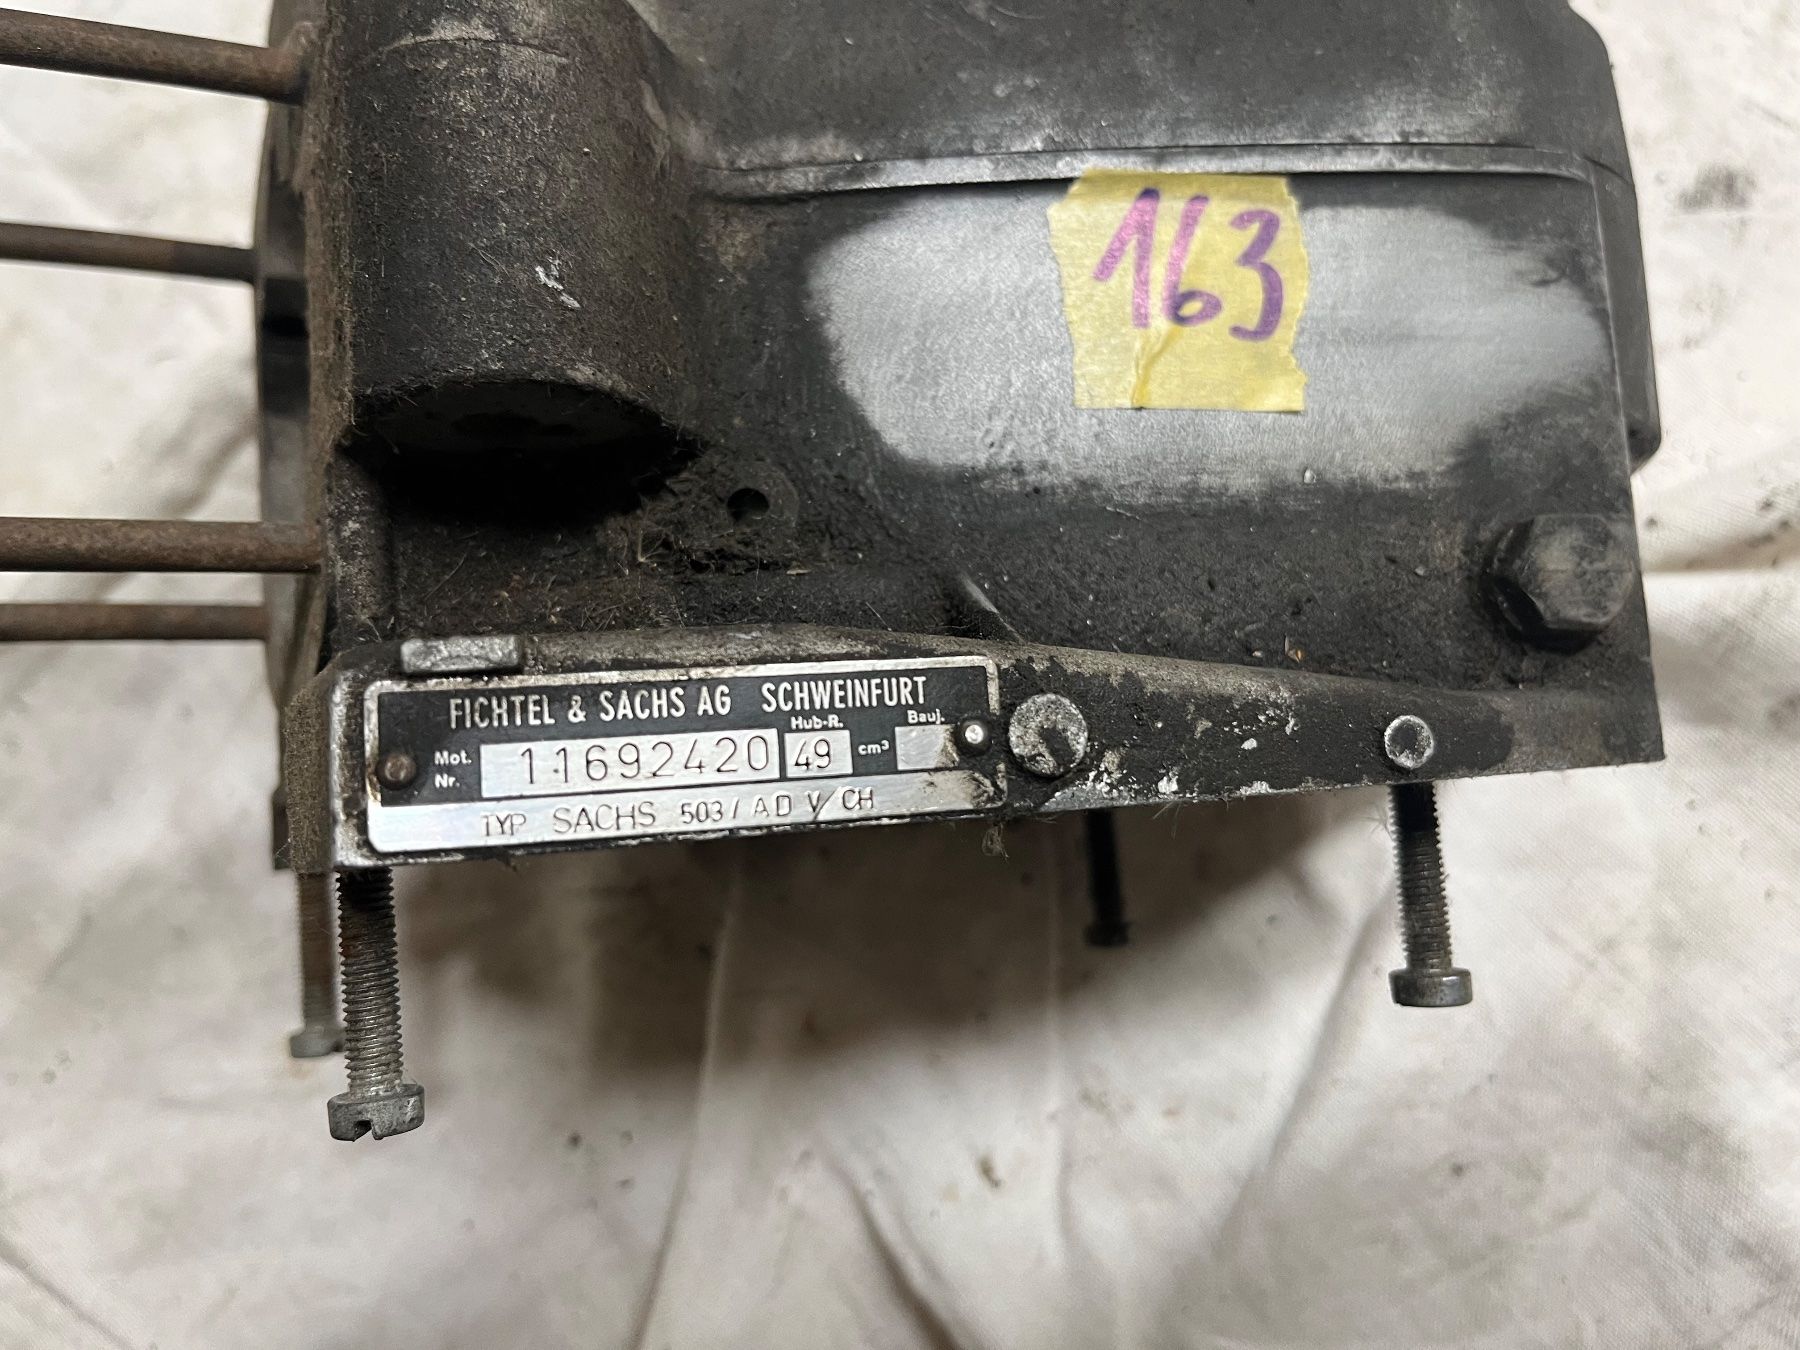 163
FICHTEL & SACHS AG SCHWEINFURT
Mot. Nr. 11692420 Hub-R. 49 cm³ Bauj.
TYP SACHS 503/ AD V/CH